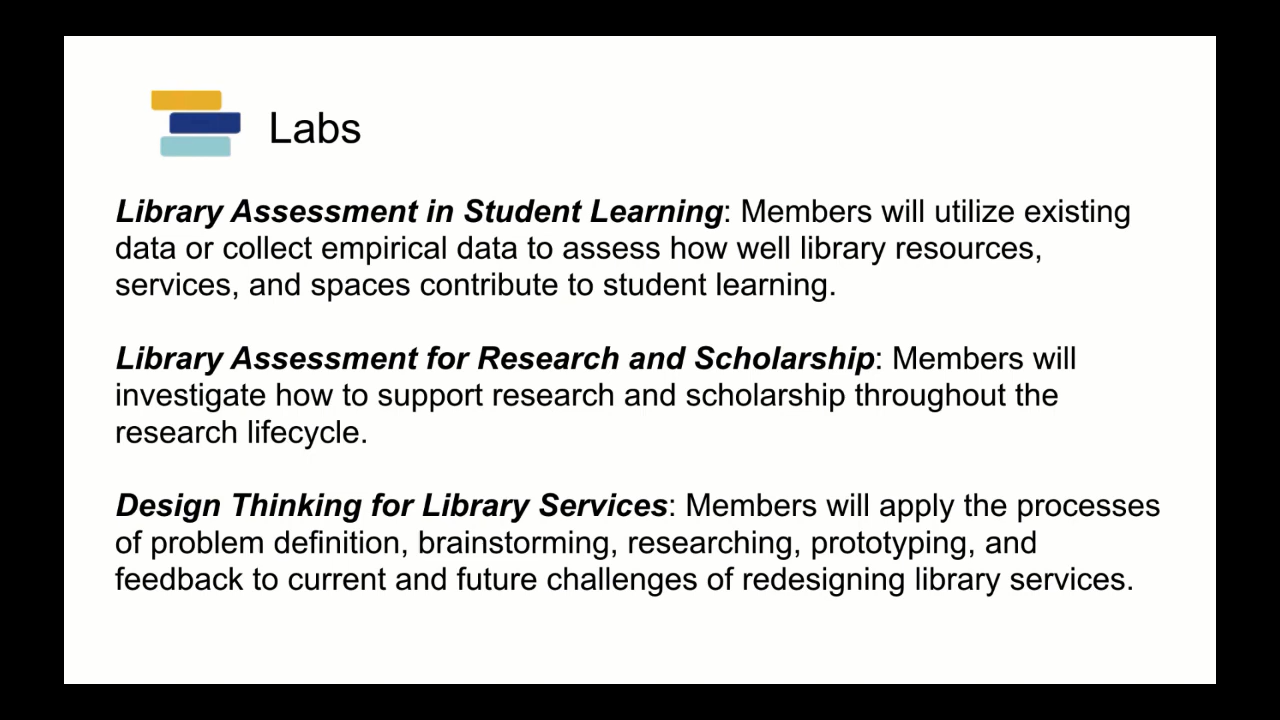 Labs
Library Assessment in Student Learning: Members will utilize existing
data or collect empirical data to assess how well library resources,
services, and spaces contribute to student learning.
Library Assessment for Research and Scholarship: Members will
investigate how to support research and scholarship throughout the
research lifecycle.
Design Thinking for Library Services: Members will apply the processes
of problem definition, brainstorming, researching, prototyping, and
feedback to current and future challenges of redesigning library services.